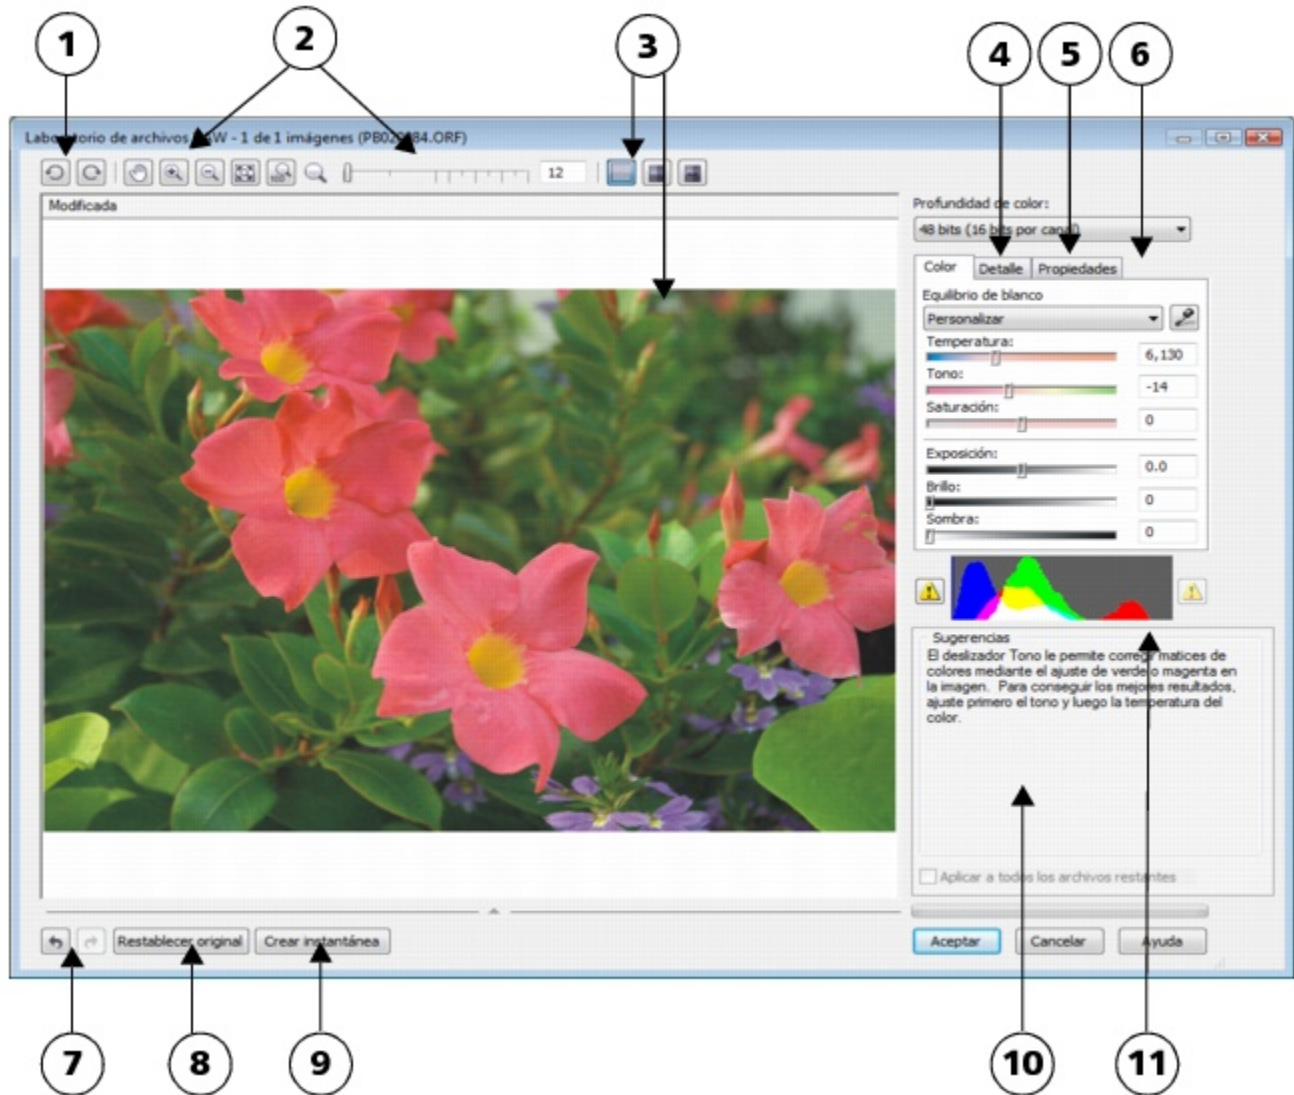 1
2
3
4
5
6
Laboratorio de archivos RAW - 1 de 1 imágenes (PB020384.ORF)
12
Modificada
Profundidad de color:
48 bits (16 bits por canal)
Color
Detalle
Propiedades
Equilibrio de blanco
Personalizar
Temperatura:
6,130
Tono:
-14
Saturación:
0
Exposición:
0.0
Brillo:
0
Sombra:
0
Sugerencias
El deslizador Tono le permite corregir matices de
colores mediante el ajuste de verde o magenta en
la imagen. Para conseguir los mejores resultados,
ajuste primero el tono y luego la temperatura del
color.
Aplicar a todos los archivos restantes
Restablecer original
Crear instantánea
Aceptar
Cancelar
Ayuda
7
8
9
10
11